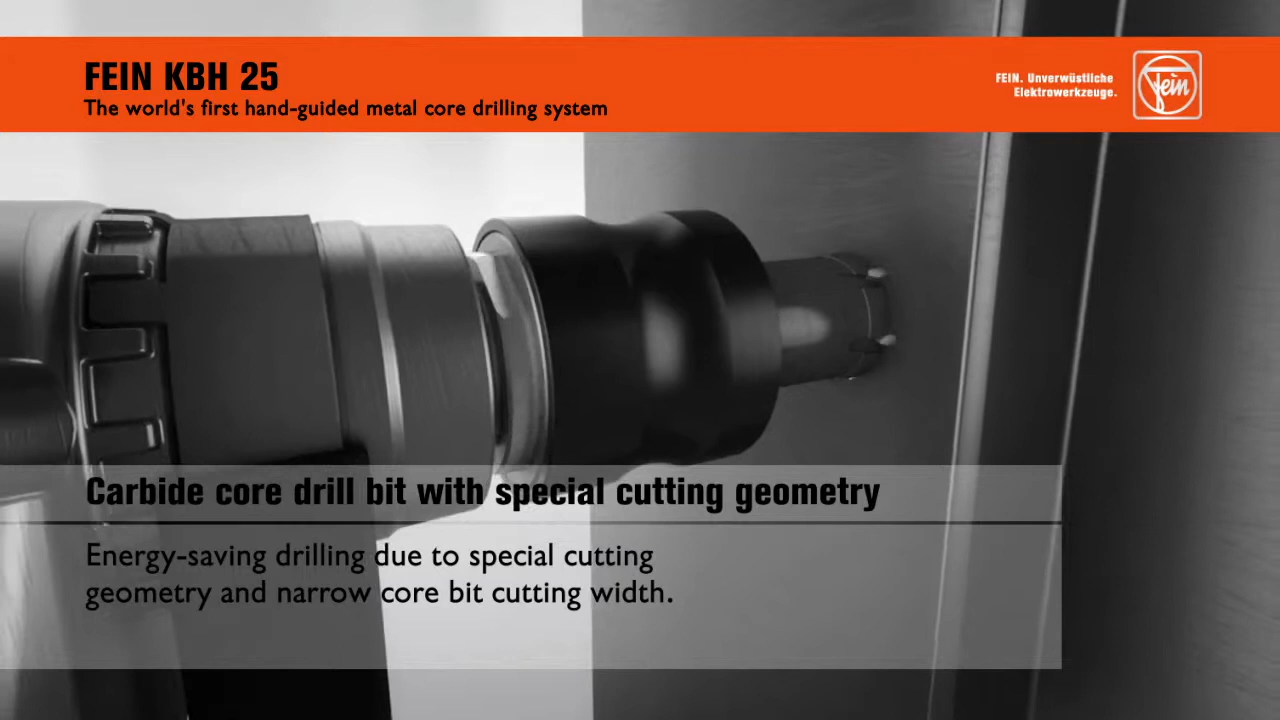 FEIN KBH 25
The world's first hand-guided metal core drilling system
FEIN. Unverwüstliche
Elektrowerkzeuge.
Fein
Carbide core drill bit with special cutting geometry
Energy-saving drilling due to special cutting
geometry and narrow core bit cutting width.